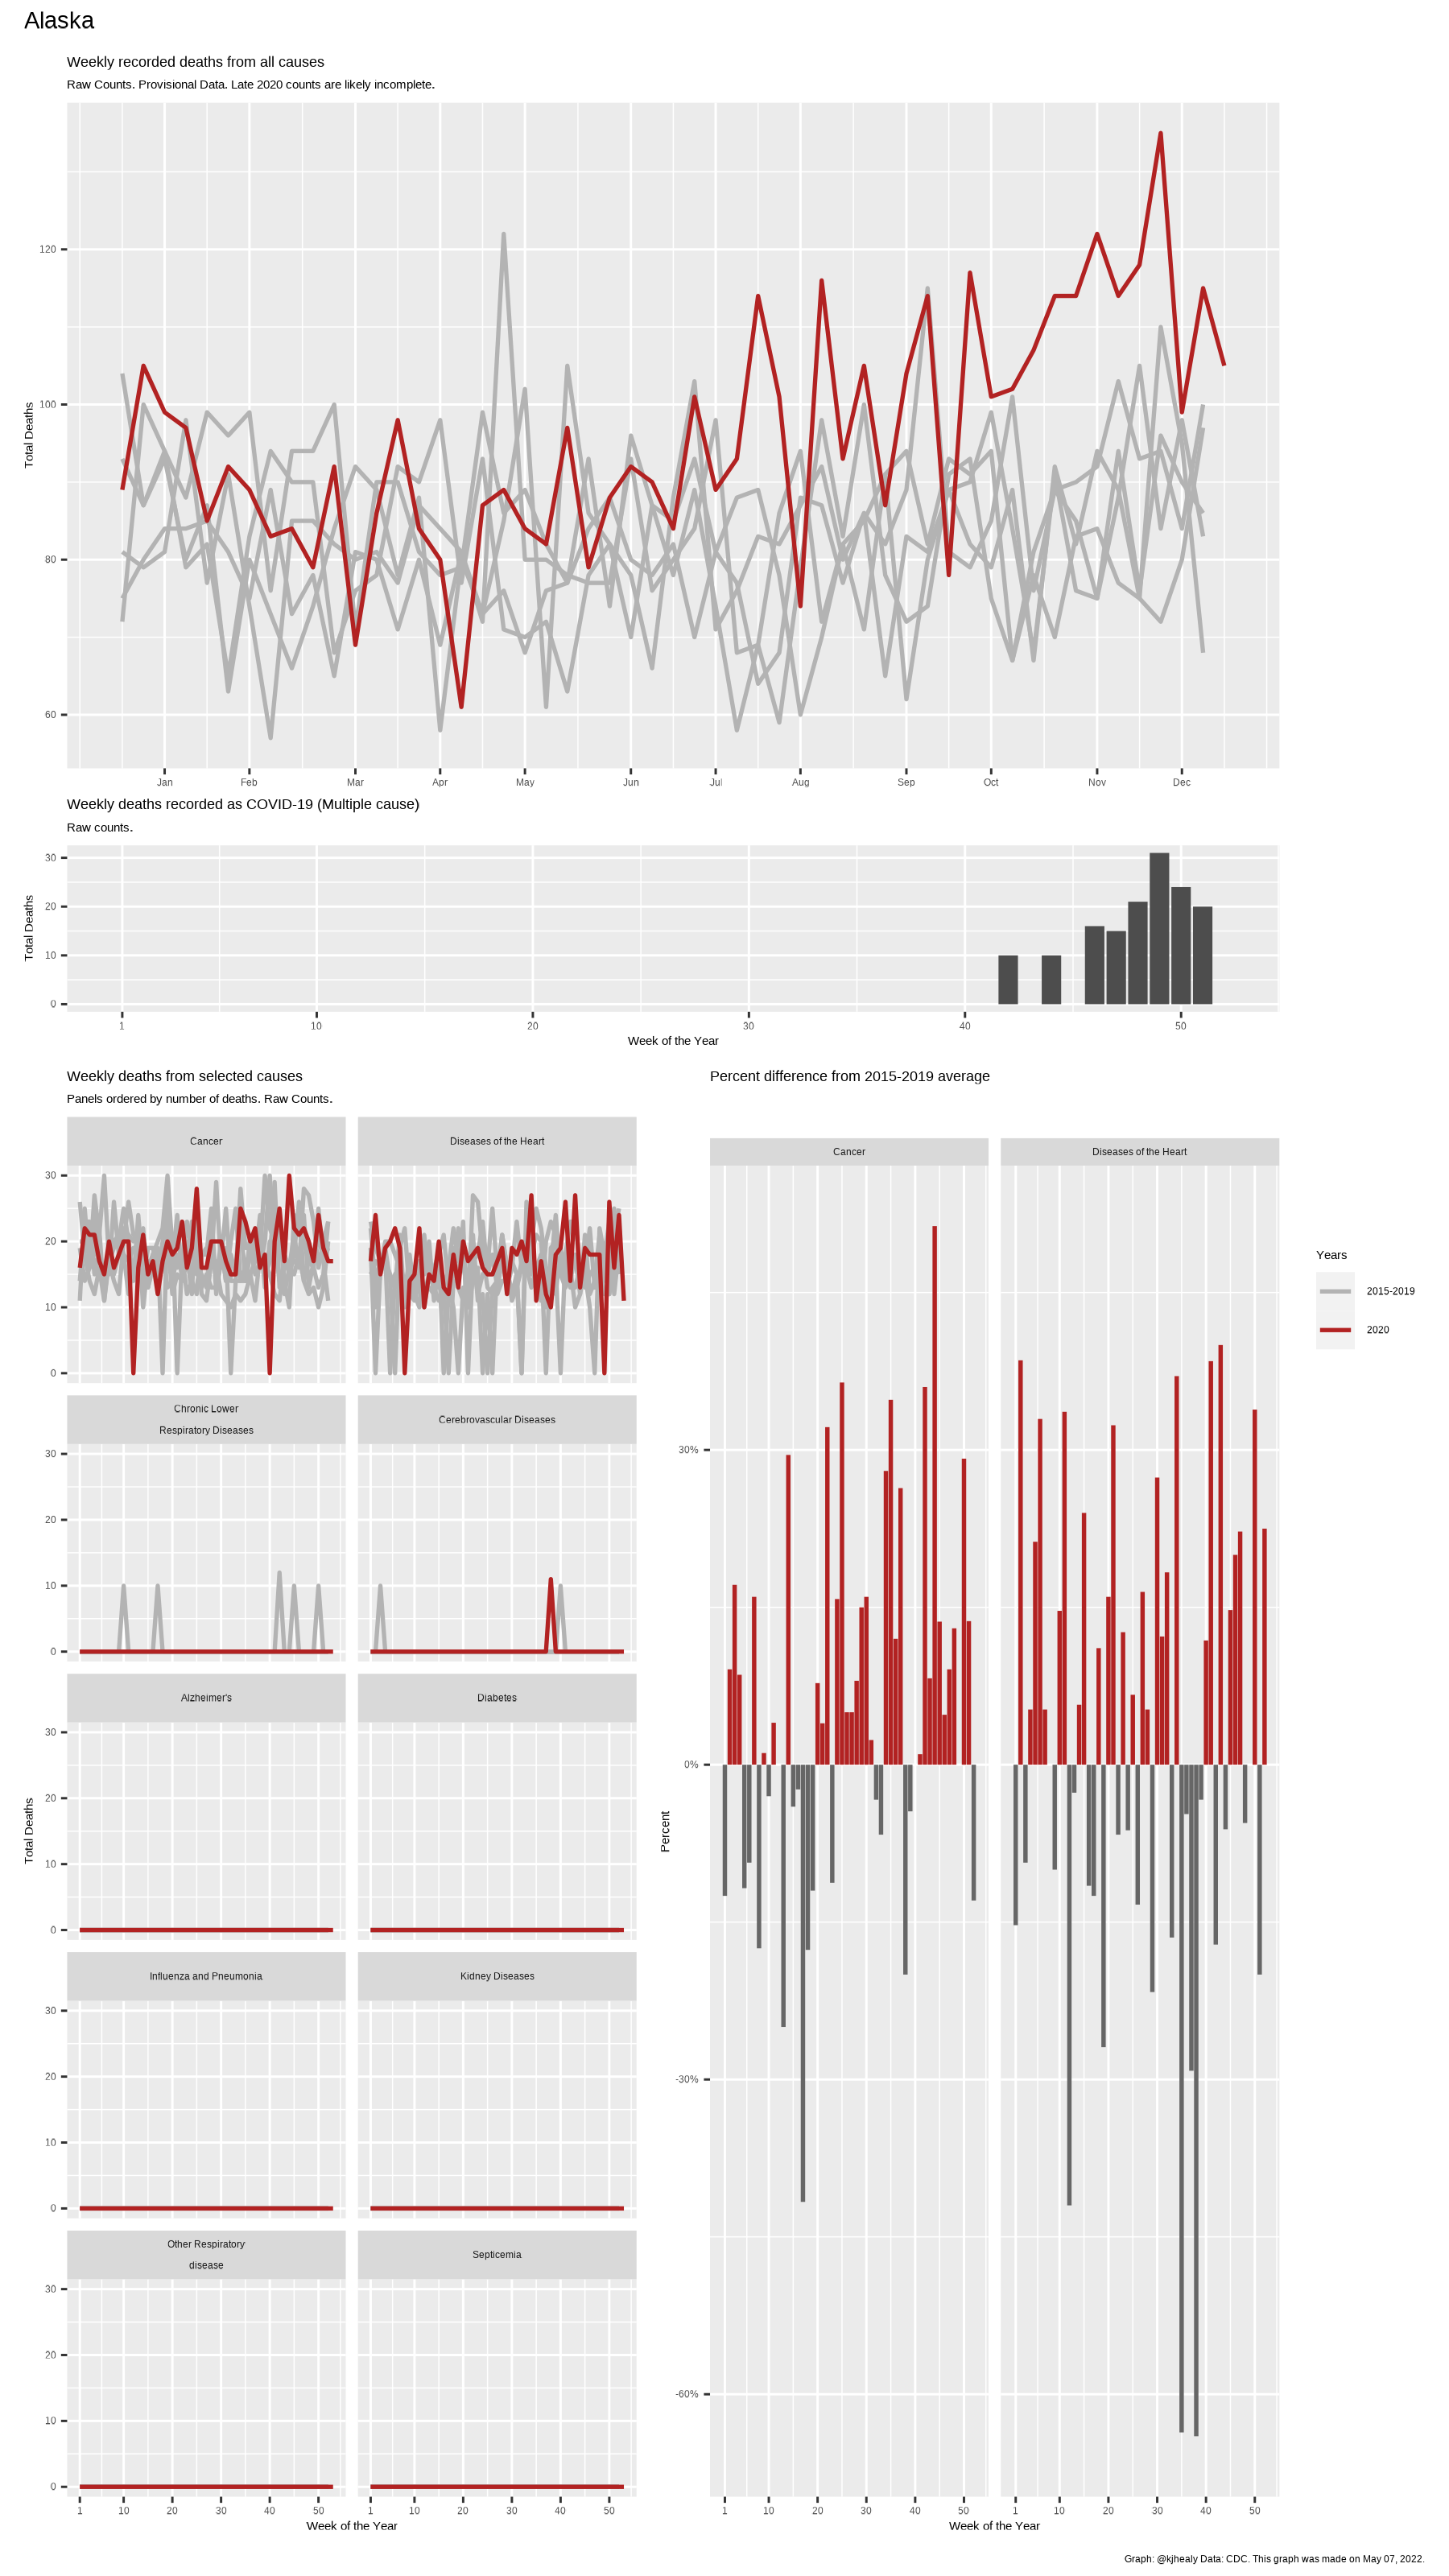 Alaska
Weekly recorded deaths from all causes
Raw Counts. Provisional Data. Late 2020 counts are likely incomplete.
Total Deaths
120
100
80
60
Jan Feb Mar Apr May Jun Jul Aug Sep Oct Nov Dec
Weekly deaths recorded as COVID-19 (Multiple cause)
Raw counts.
Total Deaths
30
20
10
0
1 10 20 30 40 50
Week of the Year
Weekly deaths from selected causes
Panels ordered by number of deaths. Raw Counts.
Total Deaths
Cancer Diseases of the Heart
30
20
10
0
Chronic Lower
Respiratory Diseases
Cerebrovascular Diseases
30
20
10
0
Alzheimer's Diabetes
30
20
10
0
Influenza and Pneumonia Kidney Diseases
30
20
10
0
Other Respiratory
disease
Septicemia
30
20
10
0
1 10 20 30 40 50 1 10 20 30 40 50
Week of the Year
Percent difference from 2015-2019 average
Cancer Diseases of the Heart
Percent
30%
0%
-30%
-60%
1 10 20 30 40 50 1 10 20 30 40 50
Week of the Year
Years
2015-2019
2020
Graph: @kjhealy Data: CDC. This graph was made on May 07, 2022.